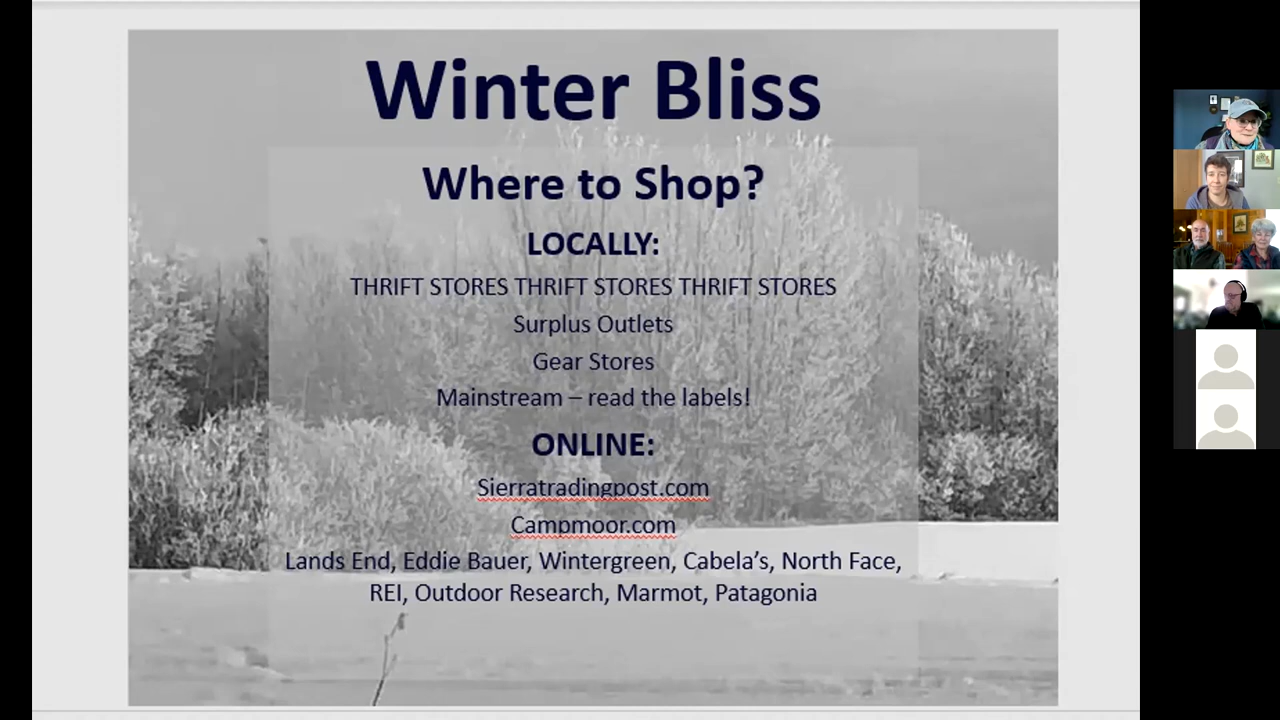 Winter Bliss
Where to Shop?
LOCALLY:
THRIFT STORES THRIFT STORES THRIFT STORES
Surplus Outlets
Gear Stores
Mainstream – read the labels!
ONLINE:
Sierratradingpost.com
Campmoor.com
Lands End, Eddie Bauer, Wintergreen, Cabela's, North Face,
REI, Outdoor Research, Marmot, Patagonia